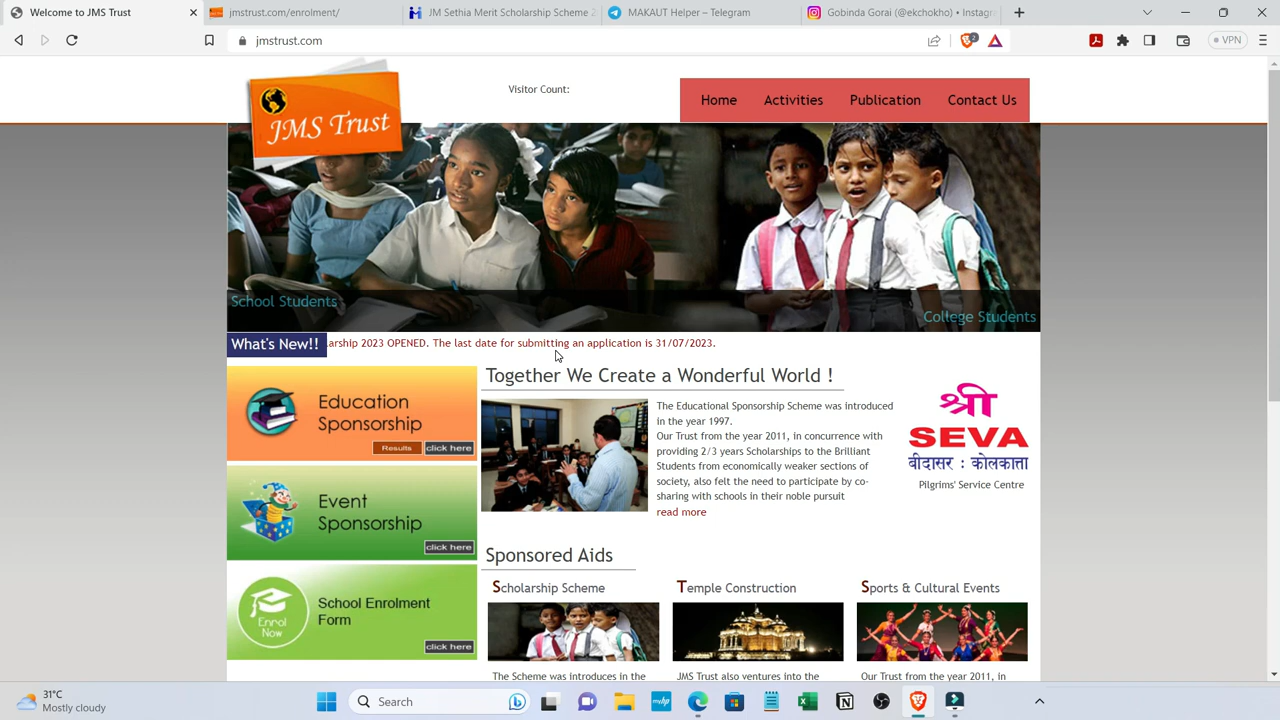 Welcome to JMS Trust
jmstrust.com/enrolment/
JM Sethia Merit Scholarship Scheme 2
MAKAUT Helper – Telegram
Gobinda Gorai (@ekchokho) • Instagr
jmstrust.com
2
VPN
JMS Trust
Visitor Count:
Home
Activities
Publication
Contact Us
School Students
College Students
What's New!!
larship 2023 OPENED. The last date for submitting an application is 31/07/2023.
Education
Sponsorship
Results
click here
Event
Sponsorship
click here
School Enrolment
Form
ENROL
NOW
click here
Together We Create a Wonderful World !
The Educational Sponsorship Scheme was introduced
in the year 1997.
Our Trust from the year 2011, in concurrence with
providing 2/3 years Scholarships to the Brilliant
Students from economically weaker sections of
society, also felt the need to participate by co-
sharing with schools in their noble pursuit
read more
श्री
SEVA
बीदासर : कोलकाता
Pilgrims' Service Centre
Sponsored Aids
Scholarship Scheme
Temple Construction
Sports & Cultural Events
The Scheme was introduces in the
JMS Trust also ventures into the
Our Trust from the year 2011, in
31°C
Mostly cloudy
Search